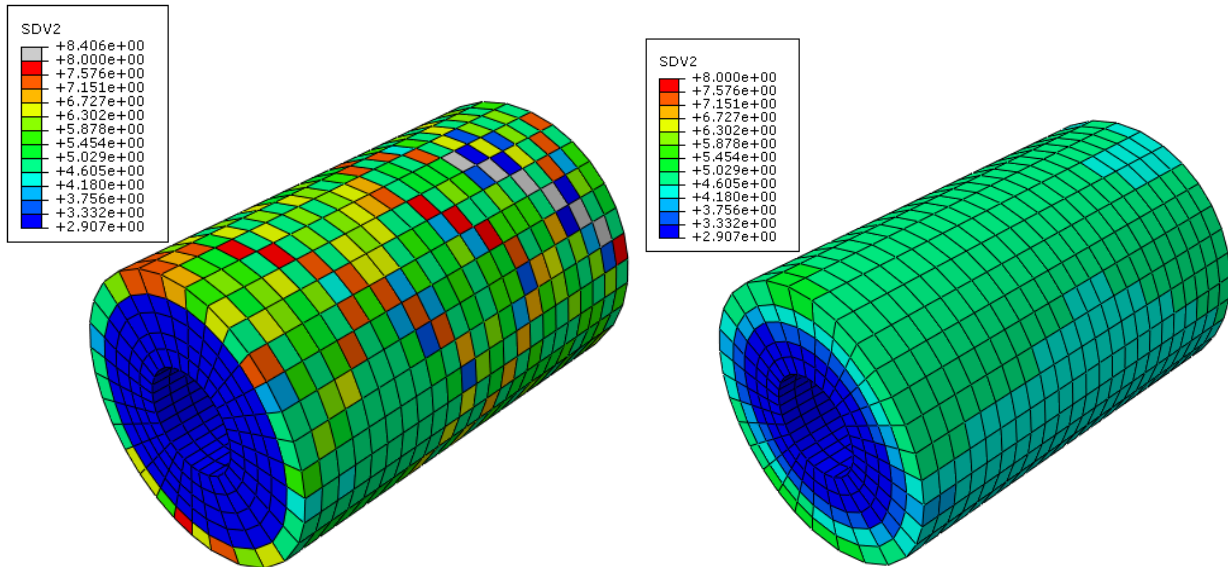 SDV2
+8.406e+00
+8.000e+00
+7.576e+00
+7.151e+00
+6.727e+00
+6.302e+00
+5.878e+00
+5.454e+00
+5.029e+00
+4.605e+00
+4.180e+00
+3.756e+00
+3.332e+00
+2.907e+00
SDV2
+8.000e+00
+7.576e+00
+7.151e+00
+6.727e+00
+6.302e+00
+5.878e+00
+5.454e+00
+5.029e+00
+4.605e+00
+4.180e+00
+3.756e+00
+3.332e+00
+2.907e+00